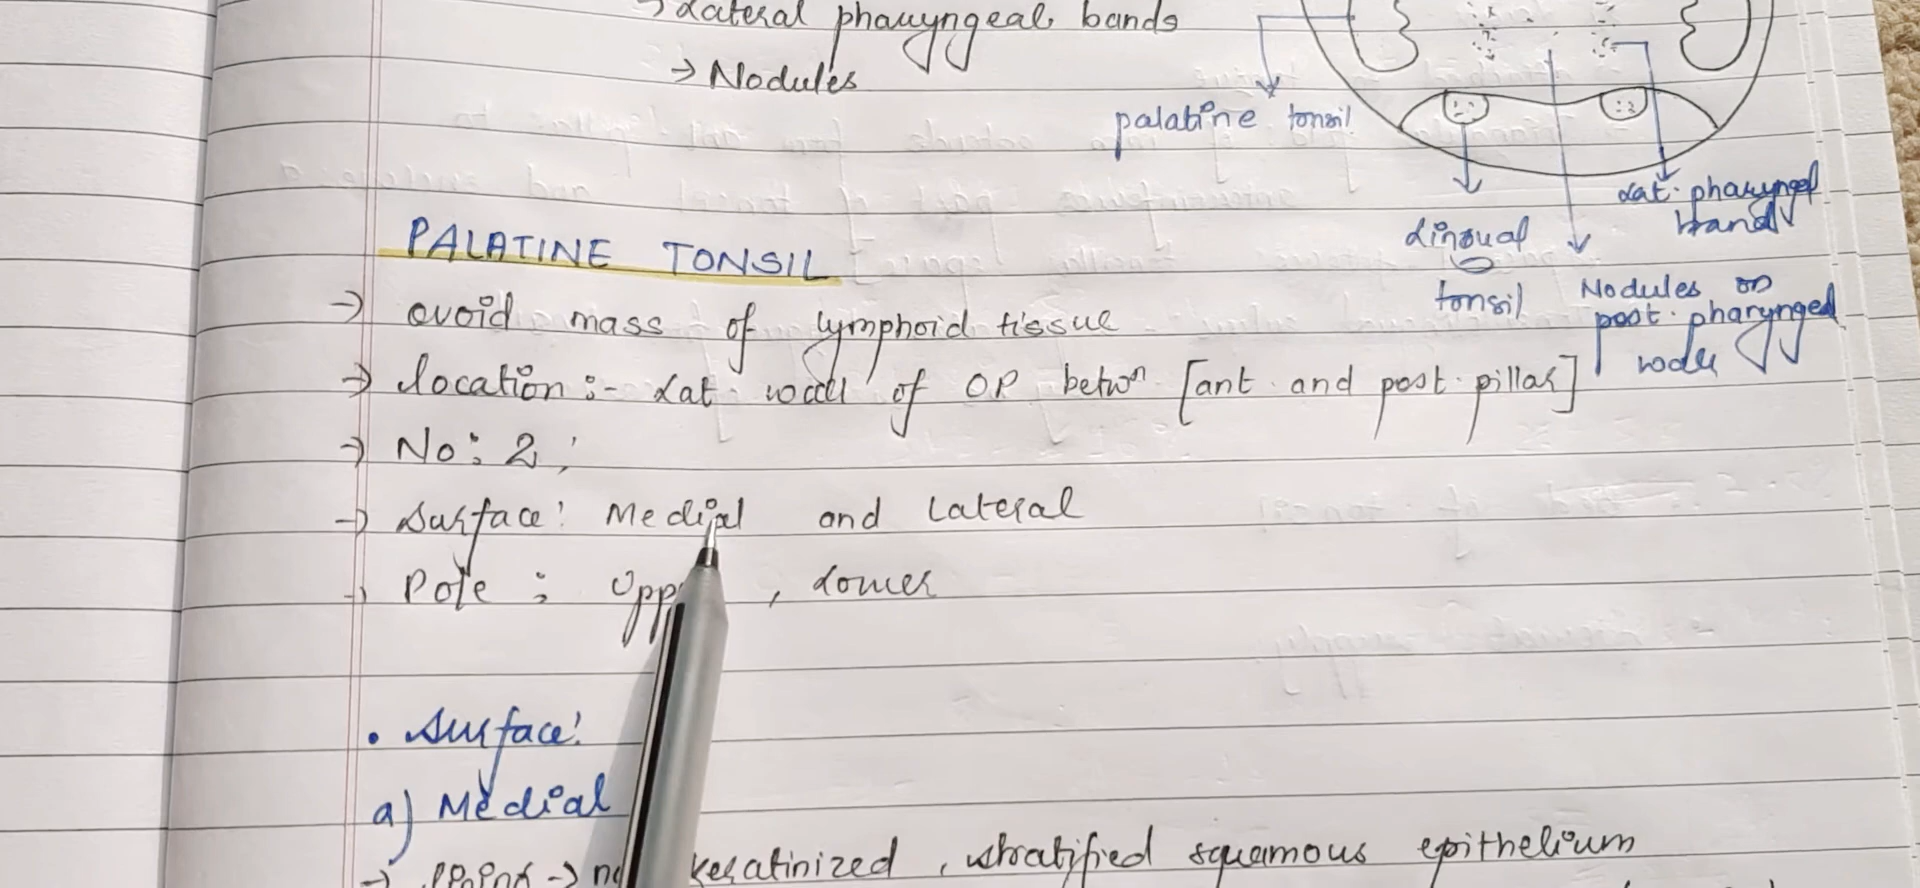 → Lateral pharyngeal bands
→ Nodules
palatine tonsil
Lat. pharyngeal
band
Lingual
tonsil
Nodules on
post. pharyngeal
PALATINE TONSIL
→ ovoid mass of lymphoid tissue
→ location :- Lat wall of OP betwn [ant and post. pillar]
→ No: 2,
→ Surface: Medial and Lateral
→ Pole : , Lower
• Surface:
a) Medial
→ keratinized, stratified squamous epithelium